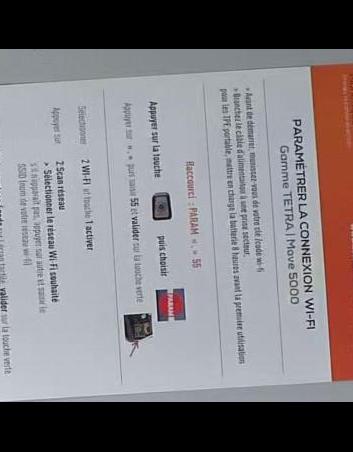 PARAMÉTRER LA CONNEXION WI-FI
Gamme TETRA | Move 5000
> Avant de démarrer, munissez-vous de votre clé /code wi-fi
> Branchez le câble d'alimentation à une prise secteur,
pour les TPE portable, mettre en charge la batterie 8 heures avant la première utilisation
Raccourci : PARAM « . » 55
Appuyer sur la touche puis choisir PARAM
Appuyer sur « . » puis saisir 55 et valider sur la touche verte
Sélectionner 2 WI-FI et touche 1 activer
Appuyer sur 2 Scan réseau
> Sélectionner le réseau Wi-Fi souhaité
s'il n'apparaît pas, appuyer sur autre et saisir le
SSID (nom de votre réseau wi-fi)
tactile, valider sur la touche verte